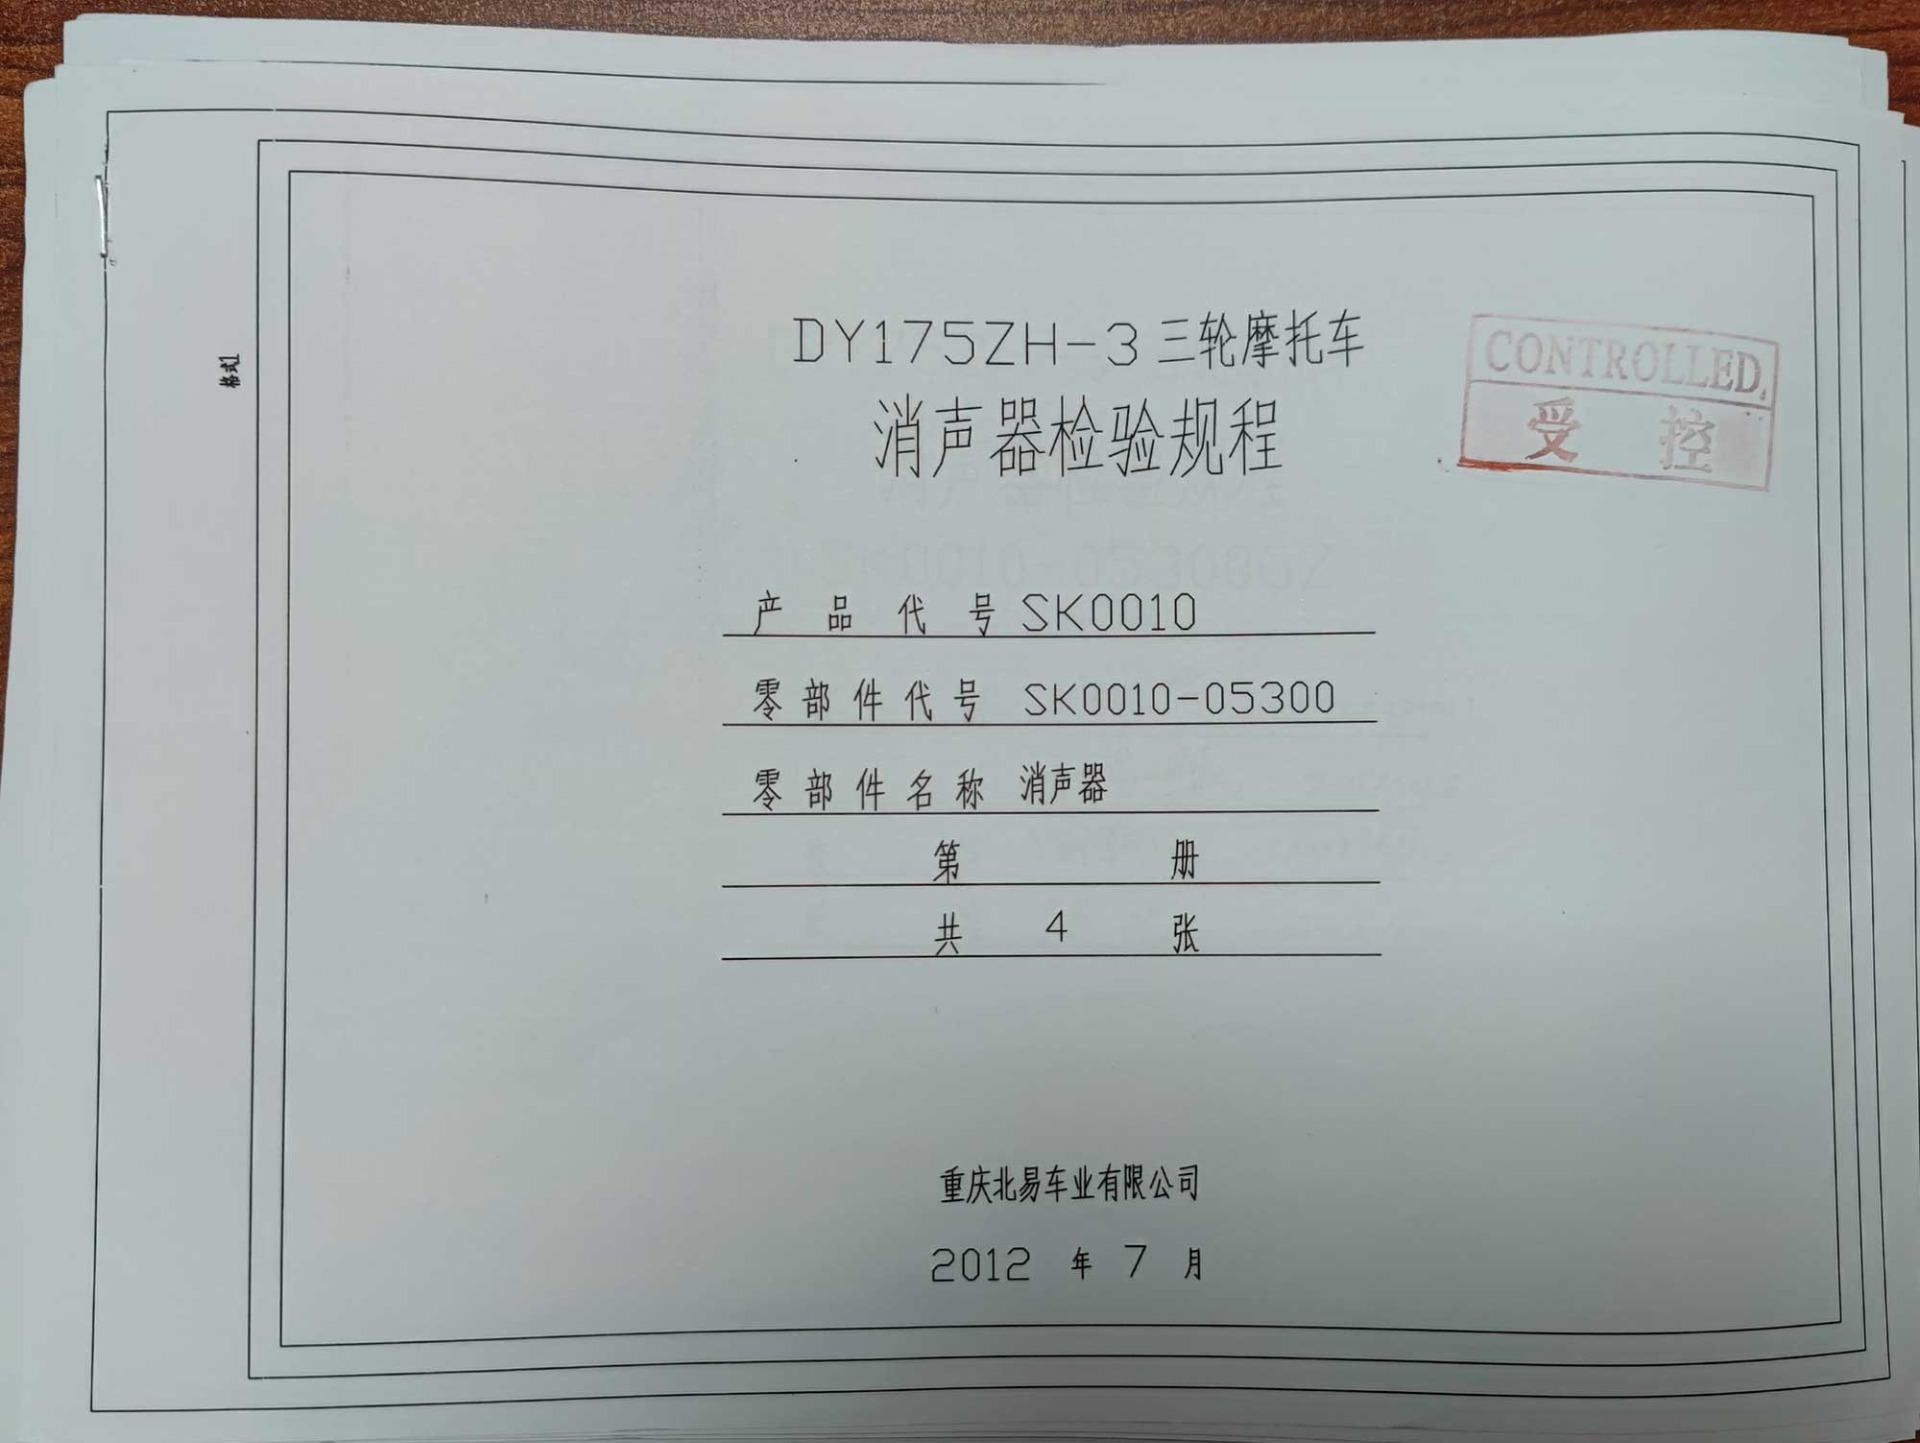 格式1
DY175ZH-3三轮摩托车
消声器检验规程
CONTROLLED
受 控
产 品 代 号 SK0010
零 部 件 代 号 SK0010-05300
零 部 件 名 称 消声器
第 册
共 4 张
重庆北易车业有限公司
2012 年 7 月